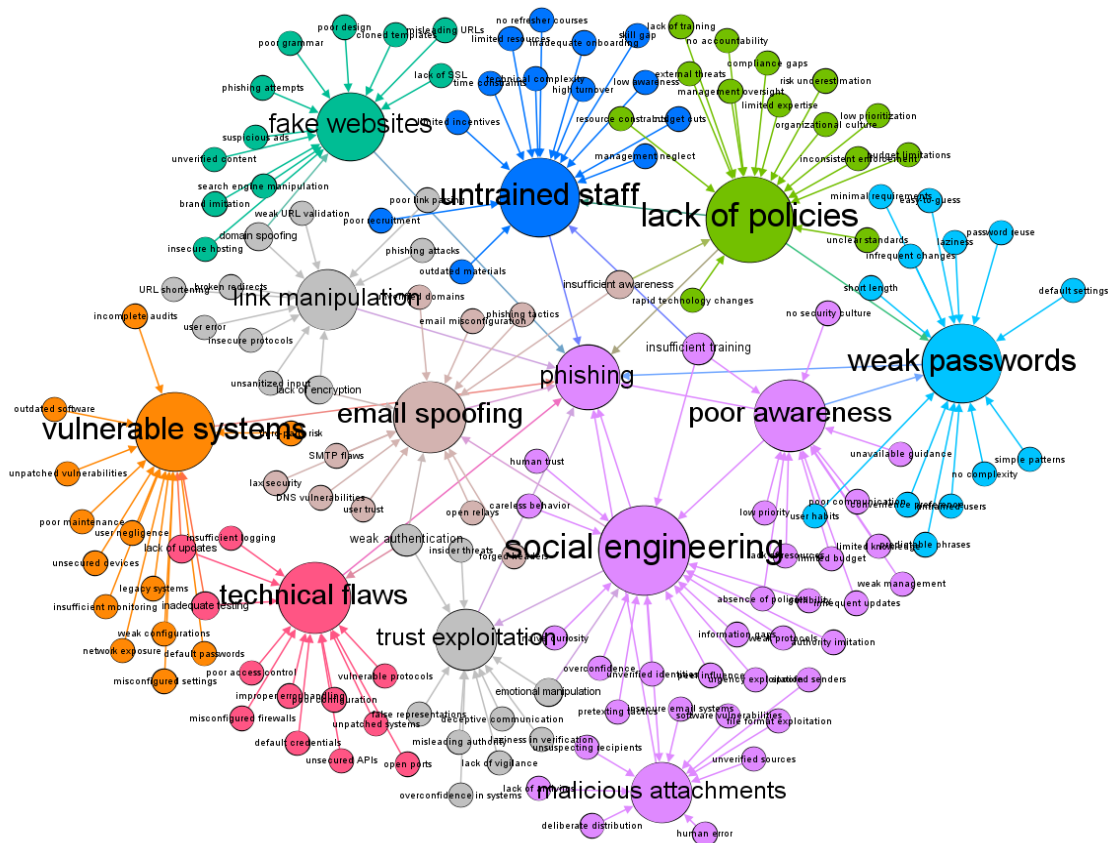 no refresher courses
poor design
misleading URLs
cloned templates
limited resources
skill gap
lack of training
inadequate onboarding
no accountability
poor grammar
compliance gaps
lack of SSL
external threats
technical complexity
risk underestimation
time constraints
low awareness
phishing attempts
high turnover
management oversight
limited expertise
low prioritization
fake websites
limited incentives
resource constraints
budget cuts
organizational culture
suspicious ads
management neglect
inconsistent enforcement
budget limitations
unverified content
search engine manipulation
untrained staff
minimal requirements
easy-to-guess
brand imitation
poor link parsing
lack of policies
weak URL validation
poor recruitment
domain spoofing
unclear standards
laziness
password reuse
insecure hosting
phishing attacks
infrequent changes
outdated materials
broken redirects
URL shortening
link manipulation
insufficient awareness
short length
default settings
rapid technology changes
incomplete audits
phishing tactics
email misconfiguration
no security culture
user error
insecure protocols
insufficient training
weak passwords
phishing
unsanitized input
lack of encryption
outdated software
email spoofing
poor awareness
vulnerable systems
SMTP flaws
unavailable guidance
simple patterns
human trust
unpatched vulnerabilities
lax security
DNS vulnerabilities
no complexity
poor communication
user trust
careless behavior
convenience preference
poor maintenance
open relays
low priority
user habits
user negligence
insufficient logging
weak authentication
predictable phrases
lack of updates
insider threats
social engineering
limited knowledge
unsecured devices
limited budget
legacy systems
technical flaws
weak management
insufficient monitoring
inadequate testing
absence of policies
infrequent updates
weak configurations
trust exploitation
information gaps
weak protocols
authority imitation
network exposure
default passwords
poor access control
vulnerable protocols
overconfidence
unverified identities
peer influence
misconfigured settings
emotional manipulation
urgency exploitation
improper error handling
poor configuration
pretexting tactics
insecure email systems
misconfigured firewalls
false representations
deceptive communication
software vulnerabilities
file format exploitation
unpatched systems
laziness in verification
default credentials
misleading authority
unsuspecting recipients
unsecured APIs
open ports
lack of vigilance
unverified sources
overconfidence in systems
malicious attachments
deliberate distribution
human error